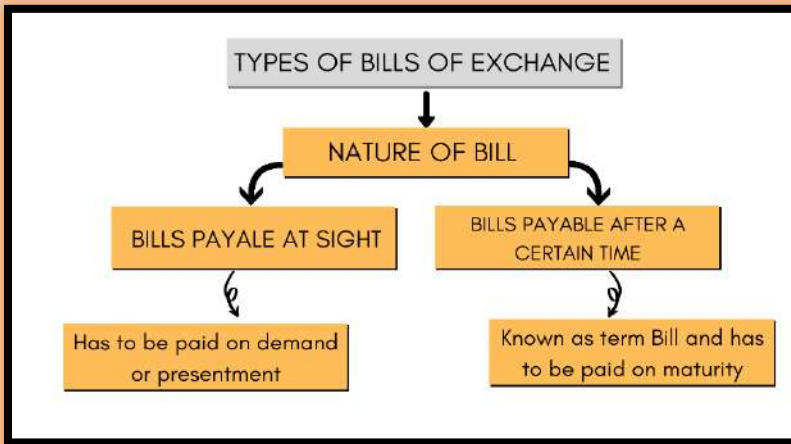 TYPES OF BILLS OF EXCHANGE
NATURE OF BILL
BILLS PAYALE AT SIGHT
BILLS PAYABLE AFTER A
CERTAIN TIME
Has to be paid on demand
or presentment
Known as term Bill and has
to be paid on maturity